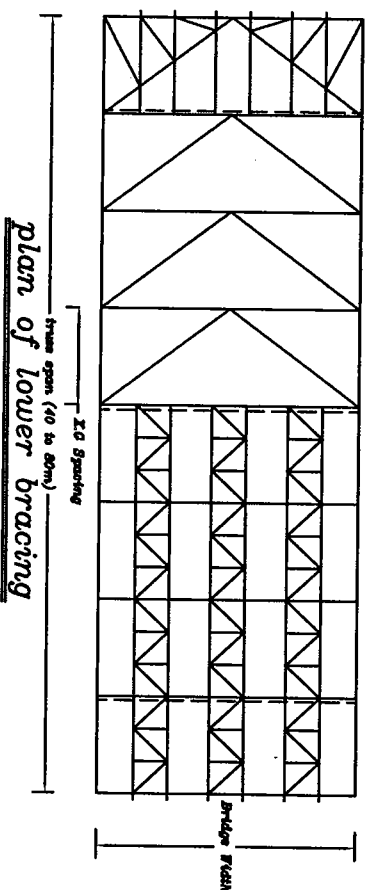 Bridge Width
X.G Spacing
truss span (40 to 80m)
plan of lower bracing